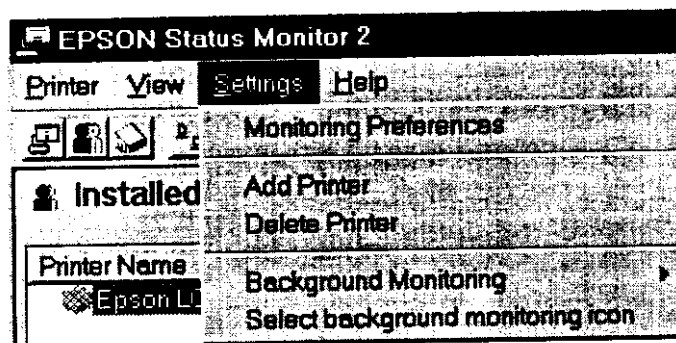 EPSON Status Monitor 2
Printer View Settings Help
Monitoring Preferences
Installed
Add Printer
Delete Printer
Printer Name
Background Monitoring
Epson
Select background monitoring icon